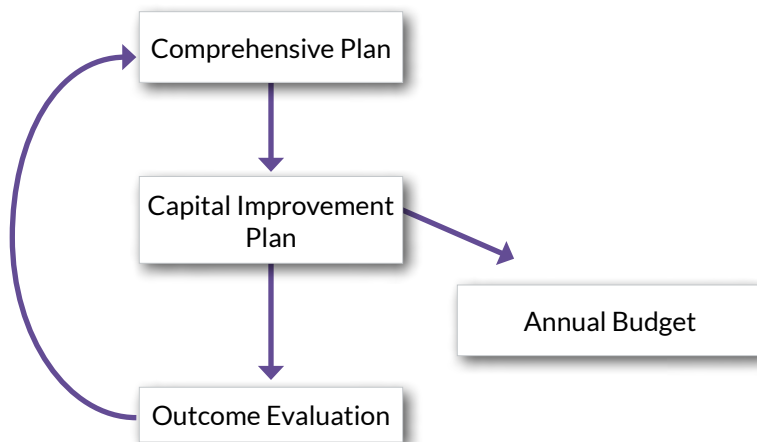 Comprehensive Plan
Capital Improvement
Plan
Annual Budget
Outcome Evaluation